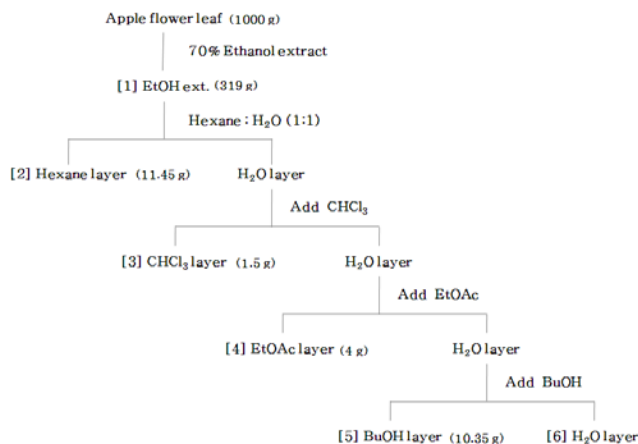 Apple flower leaf (1000 g)
70% Ethanol extract
[1] EtOH ext. (319 g)
Hexane : H₂O (1:1)
[2] Hexane layer (11.45 g) H₂O layer
Add CHCl₃
[3] CHCl₃ layer (1.5 g) H₂O layer
Add EtOAc
[4] EtOAc layer (4 g) H₂O layer
Add BuOH
[5] BuOH layer (10.35 g) [6] H₂O layer